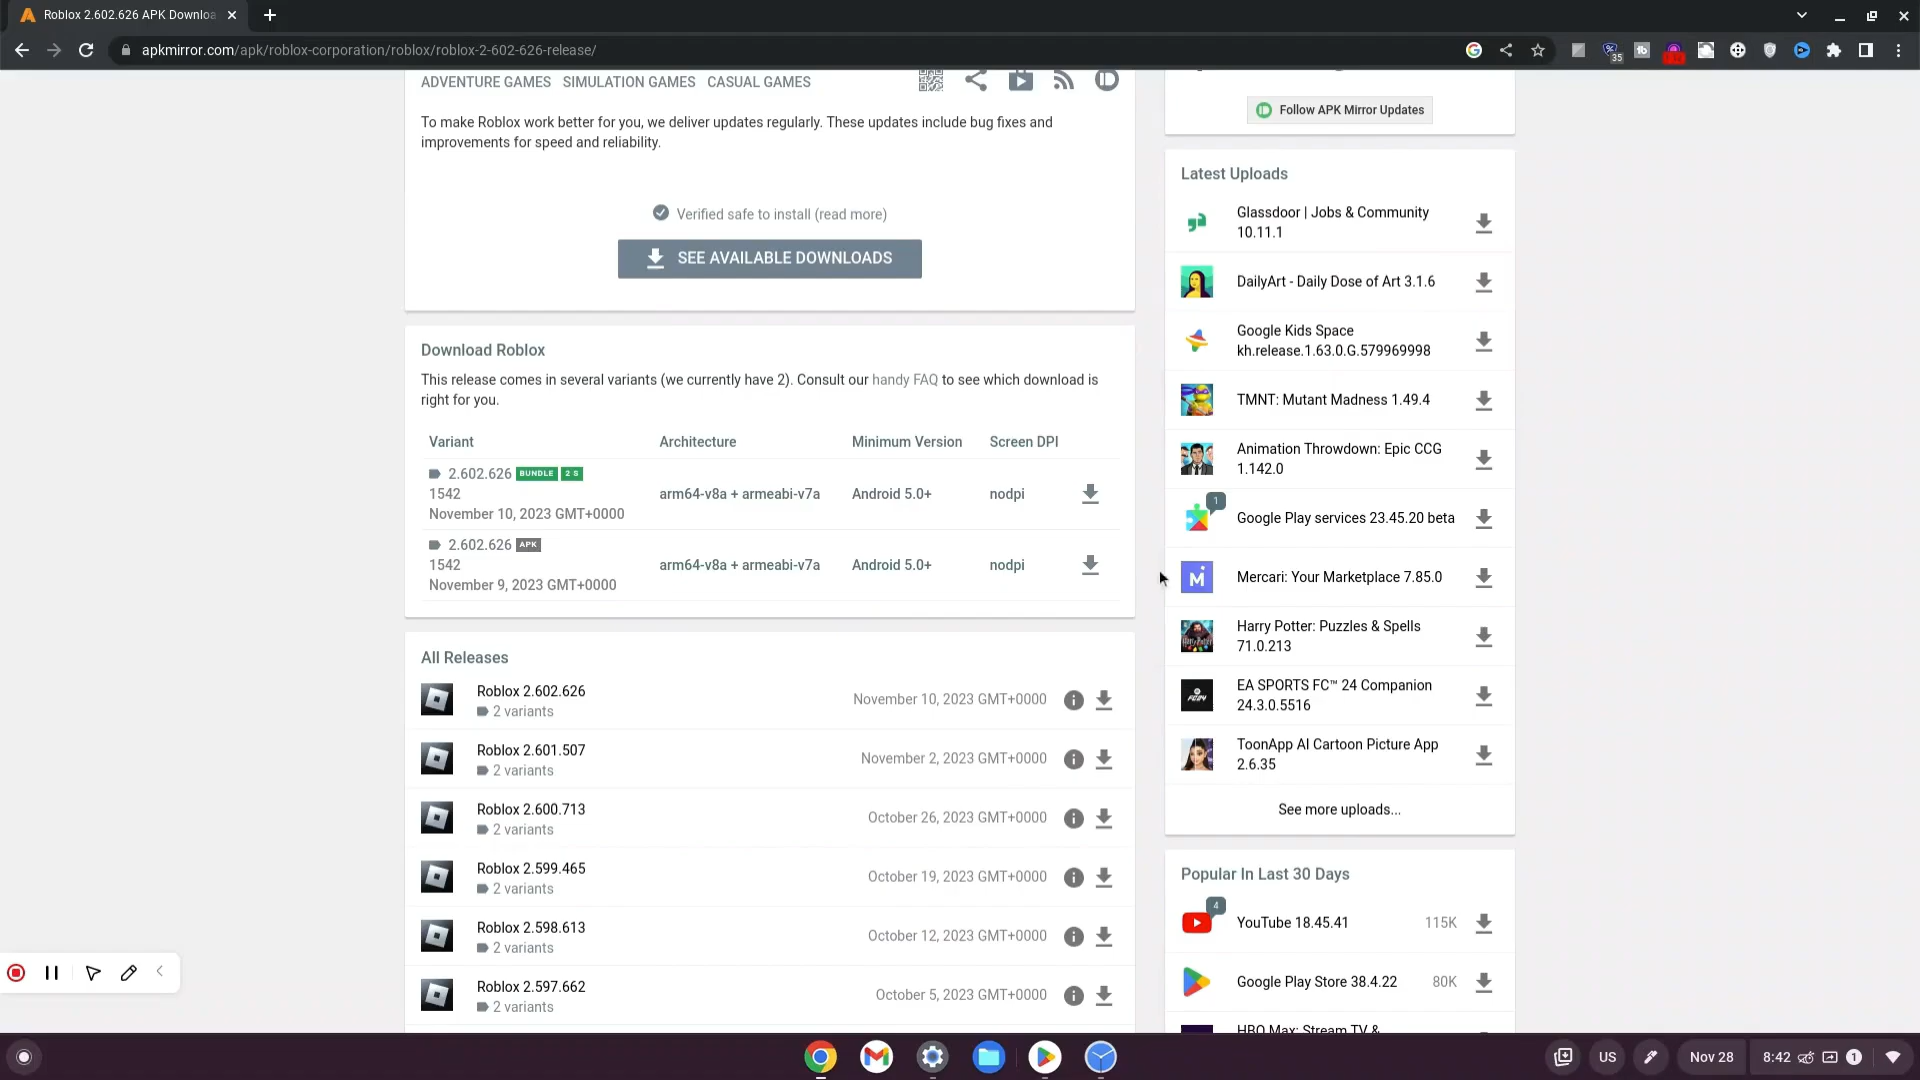 Roblox 2.602.626 APK Downloa
apkmirror.com/apk/roblox-corporation/roblox/roblox-2-602-626-release/
35
ADVENTURE GAMES SIMULATION GAMES CASUAL GAMES
To make Roblox work better for you, we deliver updates regularly. These updates include bug fixes and
improvements for speed and reliability.
Verified safe to install (read more)
SEE AVAILABLE DOWNLOADS
Download Roblox
This release comes in several variants (we currently have 2). Consult our handy FAQ to see which download is
right for you.
Variant Architecture Minimum Version Screen DPI
2.602.626 BUNDLE 2 S
1542
November 10, 2023 GMT+0000
arm64-v8a + armeabi-v7a Android 5.0+ nodpi
2.602.626 APK
1542
November 9, 2023 GMT+0000
arm64-v8a + armeabi-v7a Android 5.0+ nodpi
All Releases
Roblox 2.602.626
2 variants
November 10, 2023 GMT+0000
Roblox 2.601.507
2 variants
November 2, 2023 GMT+0000
Roblox 2.600.713
2 variants
October 26, 2023 GMT+0000
Roblox 2.599.465
2 variants
October 19, 2023 GMT+0000
Roblox 2.598.613
2 variants
October 12, 2023 GMT+0000
Roblox 2.597.662
2 variants
October 5, 2023 GMT+0000
Follow APK Mirror Updates
Latest Uploads
Glassdoor | Jobs & Community
10.11.1
DailyArt - Daily Dose of Art 3.1.6
Google Kids Space
kh.release.1.63.0.G.579969998
TMNT: Mutant Madness 1.49.4
Animation Throwdown: Epic CCG
1.142.0
1
Google Play services 23.45.20 beta
Mercari: Your Marketplace 7.85.0
Harry Potter: Puzzles & Spells
71.0.213
EA SPORTS FC™ 24 Companion
24.3.0.5516
ToonApp AI Cartoon Picture App
2.6.35
See more uploads...
Popular In Last 30 Days
4
YouTube 18.45.41 115K
Google Play Store 38.4.22 80K
HBO Max: Stream TV &
US
Nov 28
8:42
1